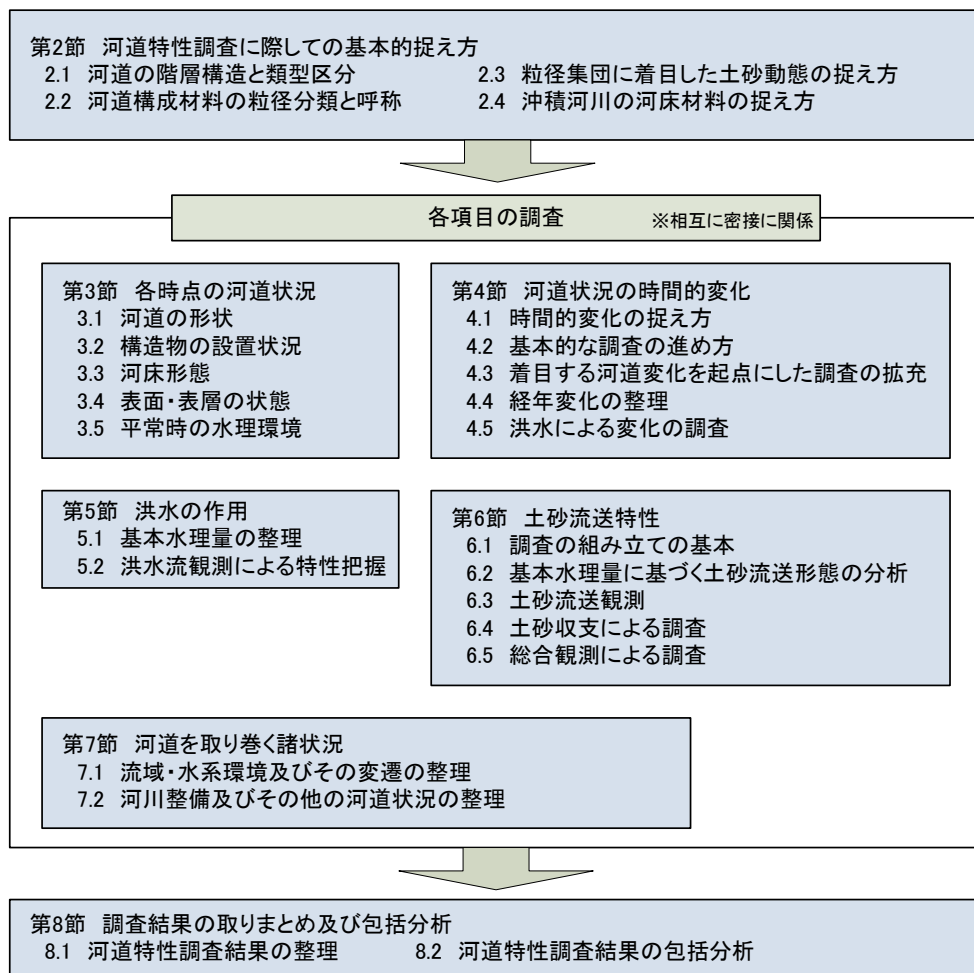 第2節 河道特性調査に際しての基本的捉え方
2.1 河道の階層構造と類型区分 2.3 粒径集団に着目した土砂動態の捉え方
2.2 河道構成材料の粒径分類と呼称 2.4 沖積河川の河床材料の捉え方
各項目の調査 ※相互に密接に関係
第3節 各時点の河道状況
3.1 河道の形状
3.2 構造物の設置状況
3.3 河床形態
3.4 表面・表層の状態
3.5 平常時の水理環境
第4節 河道状況の時間的変化
4.1 時間的変化の捉え方
4.2 基本的な調査の進め方
4.3 着目する河道変化を起点にした調査の拡充
4.4 経年変化の整理
4.5 洪水による変化の調査
第5節 洪水の作用
5.1 基本水理量の整理
5.2 洪水流観測による特性把握
第6節 土砂流送特性
6.1 調査の組み立ての基本
6.2 基本水理量に基づく土砂流送形態の分析
6.3 土砂流送観測
6.4 土砂収支による調査
6.5 総合観測による調査
第7節 河道を取り巻く諸状況
7.1 流域・水系環境及びその変遷の整理
7.2 河川整備及びその他の河道状況の整理
第8節 調査結果の取りまとめ及び包括分析
8.1 河道特性調査結果の整理 8.2 河道特性調査結果の包括分析